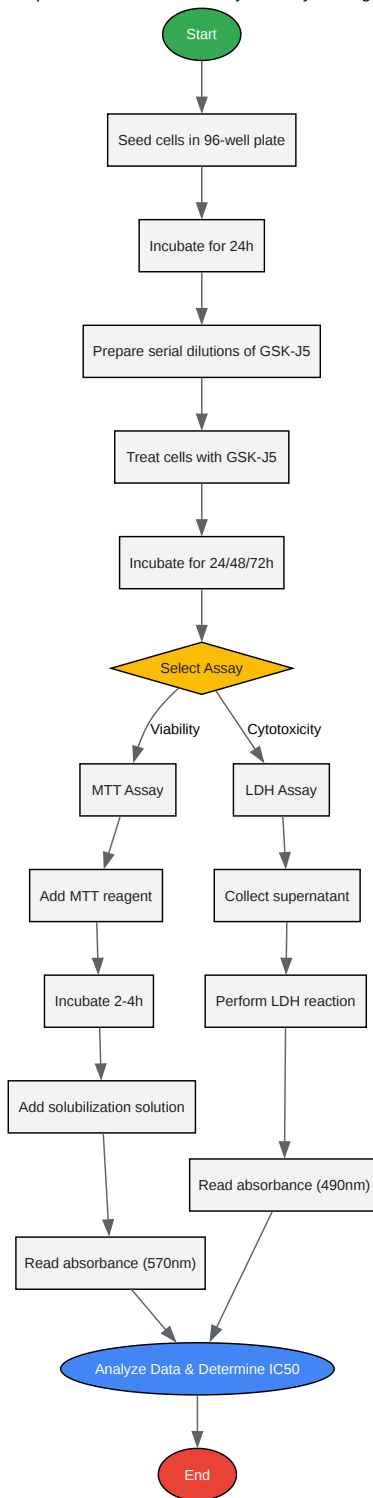 Start
Seed cells in 96-well plate
Incubate for 24h
Prepare serial dilutions of GSK-J5
Treat cells with GSK-J5
Incubate for 24/48/72h
Select Assay
Viability
Cytotoxicity
MTT Assay
LDH Assay
Add MTT reagent
Collect supernatant
Incubate 2-4h
Perform LDH reaction
Add solubilization solution
Read absorbance (490nm)
Read absorbance (570nm)
Analyze Data & Determine IC50
End